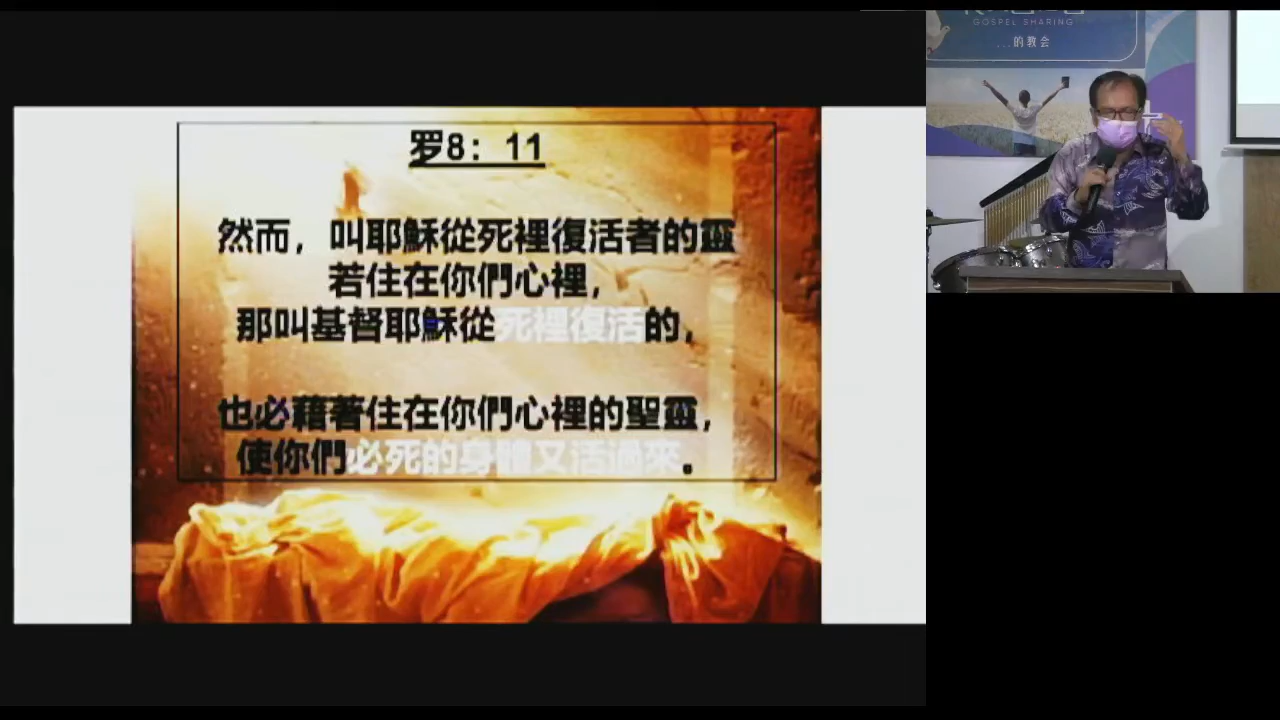 罗8：11
然而，叫耶穌從死裡復活者的靈
若住在你們心裡，
那叫基督耶穌從死裡復活的，
也必藉著住在你們心裡的聖靈，
使你們必死的身體又活過來。
GOSPEL SHARING
...的教会